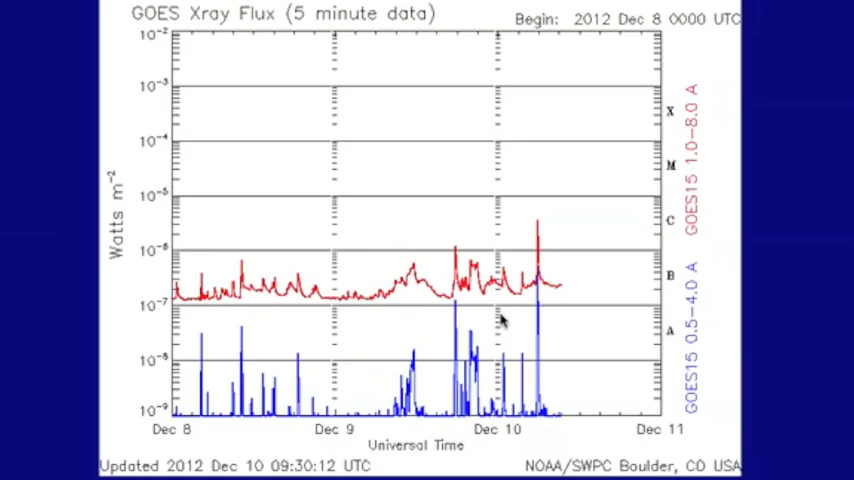 GOES Xray Flux (5 minute data)
Begin: 2012 Dec 8 0000 UTC
10-2
10-3
10-4
10-5
10-6
10-7
10-8
10-9
Watts m-2
X
M
C
B
A
GOES15 1.0-8.0 A
GOES15 0.5-4.0 A
Dec 8
Dec 9
Dec 10
Dec 11
Universal Time
Updated 2012 Dec 10 09:30:12 UTC
NOAA/SWPC Boulder, CO USA